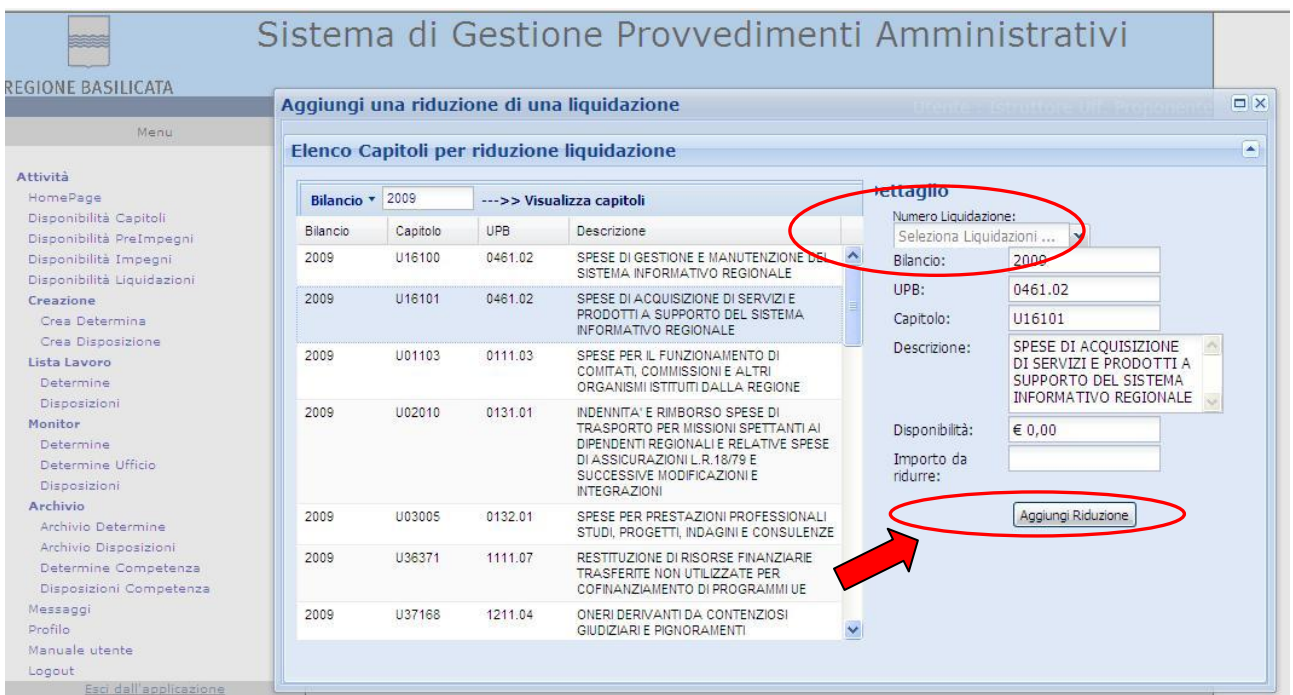 Sistema di Gestione Provvedimenti Amministrativi
REGIONE BASILICATA
Menu
Attività
HomePage
Disponibilità Capitoli
Disponibilità PreImpegni
Disponibilità Impegni
Disponibilità Liquidazioni
Creazione
Crea Determina
Crea Disposizione
Lista Lavoro
Determine
Disposizioni
Monitor
Determine
Determine Ufficio
Disposizioni
Archivio
Archivio Determine
Archivio Disposizioni
Determine Competenza
Disposizioni Competenza
Messaggi
Profilo
Manuale utente
Logout
Esci dall'applicazione
Aggiungi una riduzione di una liquidazione
Utente : Istruttore Uff. Proponente
Elenco Capitoli per riduzione liquidazione
Bilancio 2009 --->> Visualizza capitoli
Bilancio Capitolo UPB Descrizione
2009 U16100 0461.02 SPESE DI GESTIONE E MANUTENZIONE DEL
SISTEMA INFORMATIVO REGIONALE
2009 U16101 0461.02 SPESE DI ACQUISIZIONE DI SERVIZI E
PRODOTTI A SUPPORTO DEL SISTEMA
INFORMATIVO REGIONALE
2009 U01103 0111.03 SPESE PER IL FUNZIONAMENTO DI
COMITATI, COMMISSIONI E ALTRI
ORGANISMI ISTITUITI DALLA REGIONE
2009 U02010 0131.01 INDENNITA' E RIMBORSO SPESE DI
TRASPORTO PER MISSIONI SPETTANTI AI
DIPENDENTI REGIONALI E RELATIVE SPESE
DI ASSICURAZIONI L.R.18/79 E
SUCCESSIVE MODIFICAZIONI E
INTEGRAZIONI
2009 U03005 0132.01 SPESE PER PRESTAZIONI PROFESSIONALI
STUDI, PROGETTI, INDAGINI E CONSULENZE
2009 U36371 1111.07 RESTITUZIONE DI RISORSE FINANZIARIE
TRASFERITE NON UTILIZZATE PER
COFINANZIAMENTO DI PROGRAMMI UE
2009 U37168 1211.04 ONERI DERIVANTI DA CONTENZIOSI
GIUDIZIARI E PIGNORAMENTI
ettaglio
Numero Liquidazione:
Seleziona Liquidazioni ...
Bilancio: 2009
UPB: 0461.02
Capitolo: U16101
Descrizione: SPESE DI ACQUISIZIONE
DI SERVIZI E PRODOTTI A
SUPPORTO DEL SISTEMA
INFORMATIVO REGIONALE
Disponibilità: € 0,00
Importo da
ridurre:
Aggiungi Riduzione